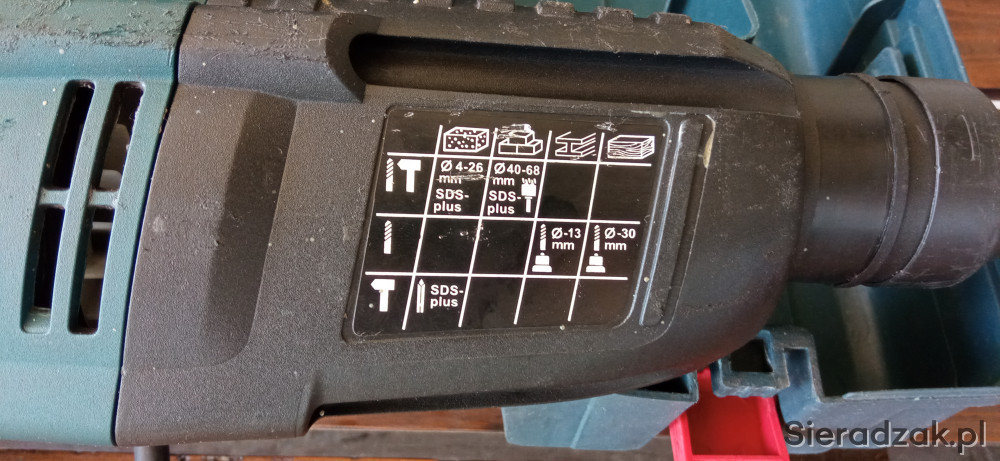 Ø 4-26 mm SDS-plus
Ø 40-68 mm SDS-plus
Ø-13 mm
Ø-30 mm
SDS-plus
Sieradzak.pl